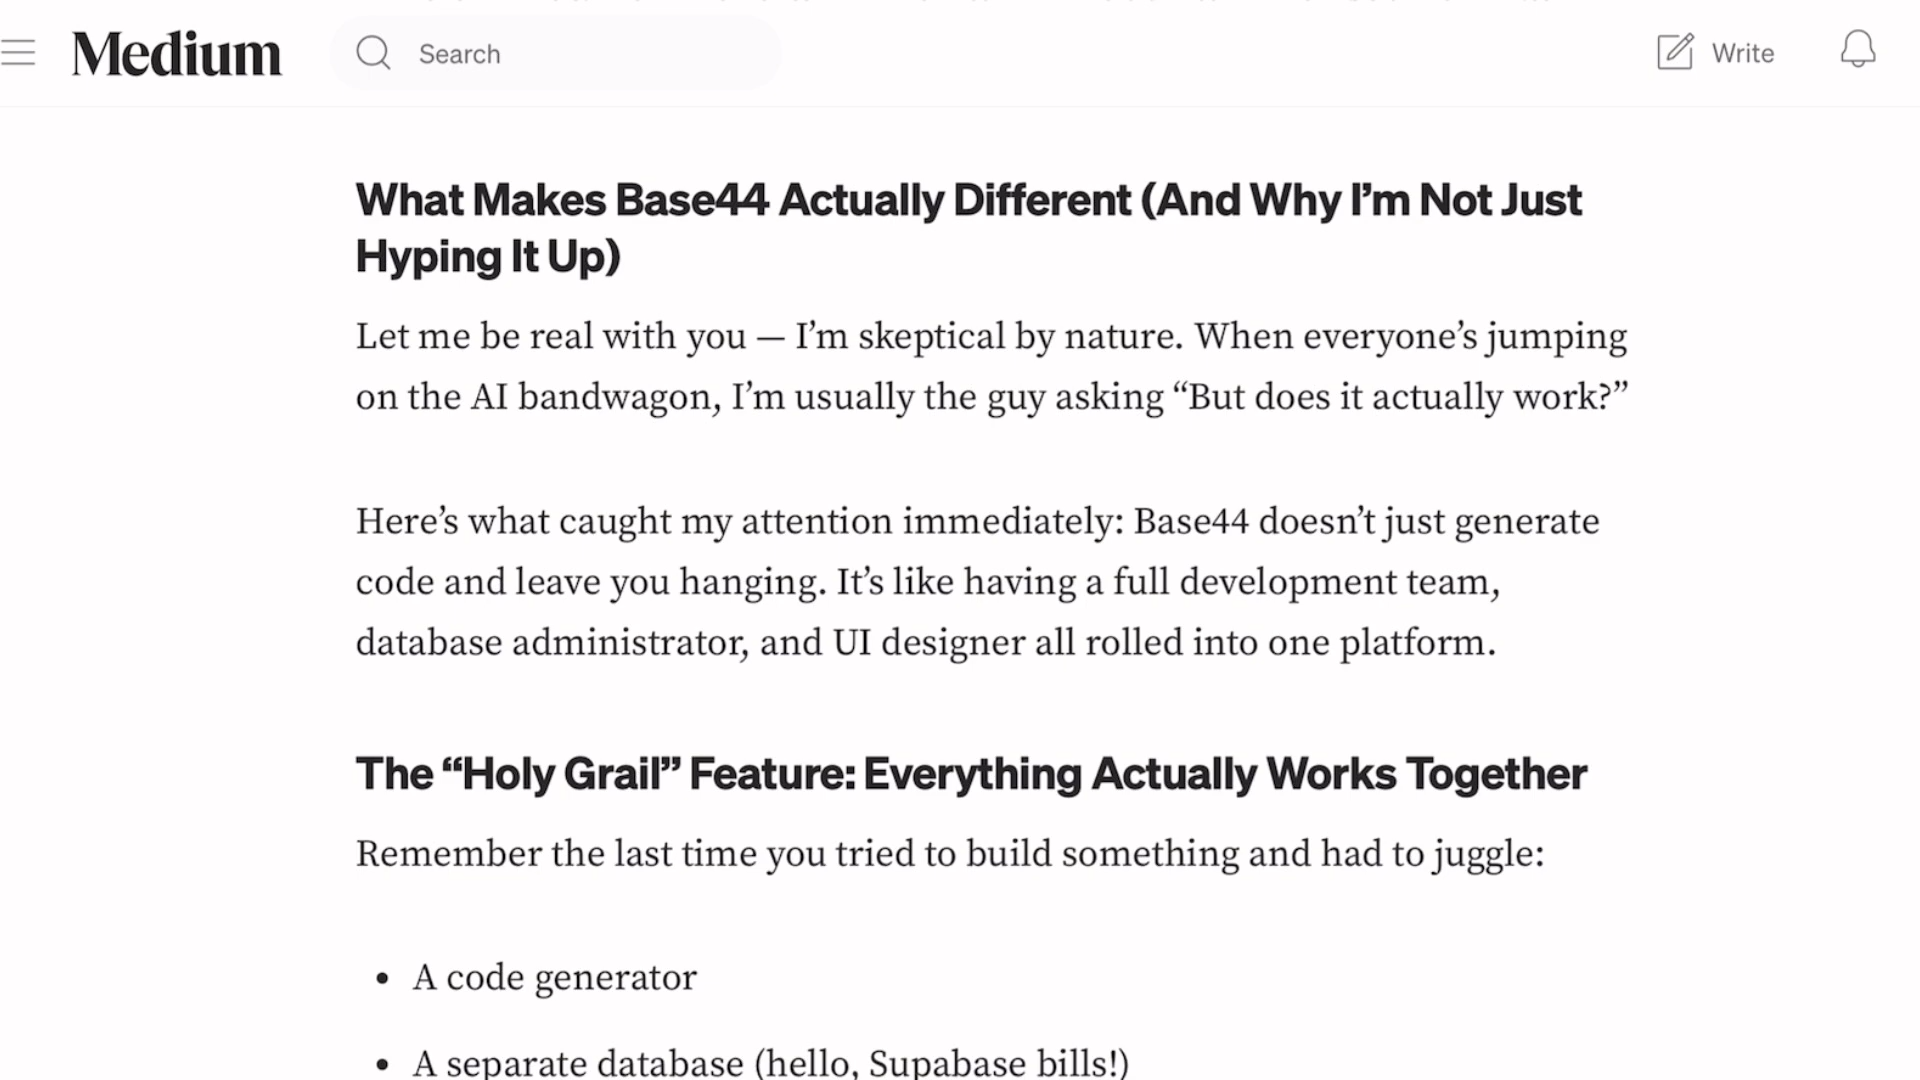 Medium
Search
Write
What Makes Base44 Actually Different (And Why I’m Not Just
Hyping It Up)
Let me be real with you — I’m skeptical by nature. When everyone’s jumping
on the AI bandwagon, I’m usually the guy asking “But does it actually work?”
Here’s what caught my attention immediately: Base44 doesn’t just generate
code and leave you hanging. It’s like having a full development team,
database administrator, and UI designer all rolled into one platform.
The “Holy Grail” Feature: Everything Actually Works Together
Remember the last time you tried to build something and had to juggle:
• A code generator
• A separate database (hello, Supabase bills!)